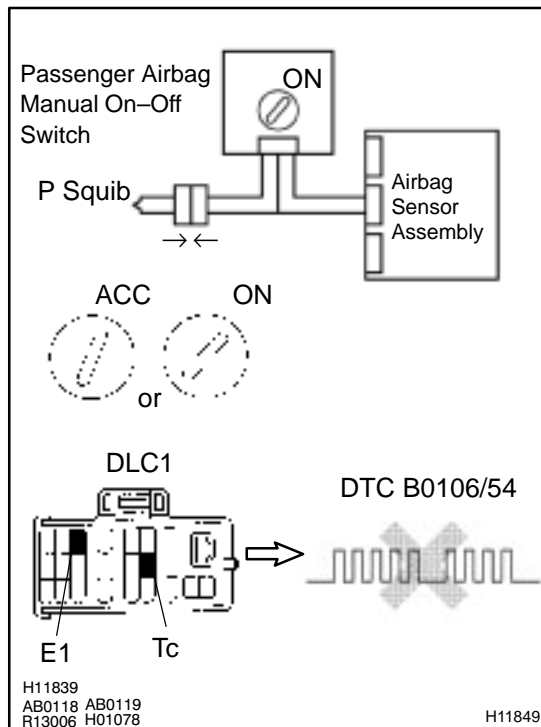 Passenger Airbag
Manual On–Off
Switch
ON
P Squib
Airbag
Sensor
Assembly
ACC
ON
or
DLC1
DTC B0106/54
E1
Tc
H11839
AB0118 AB0119
R13006 H01078
H11849